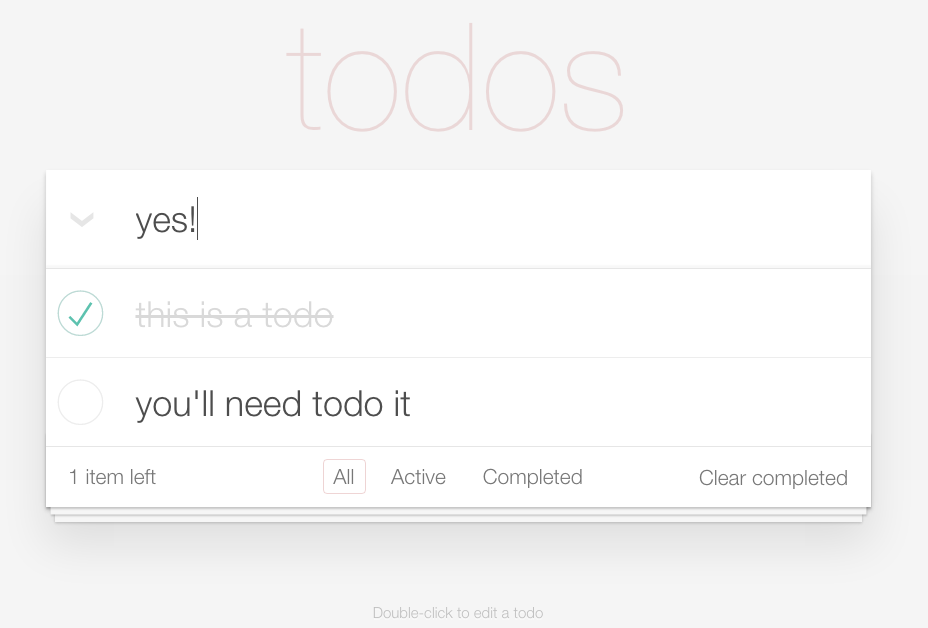 todos
yes!
this is a todo
you'll need todo it
1 item left All Active Completed Clear completed
Double-click to edit a todo